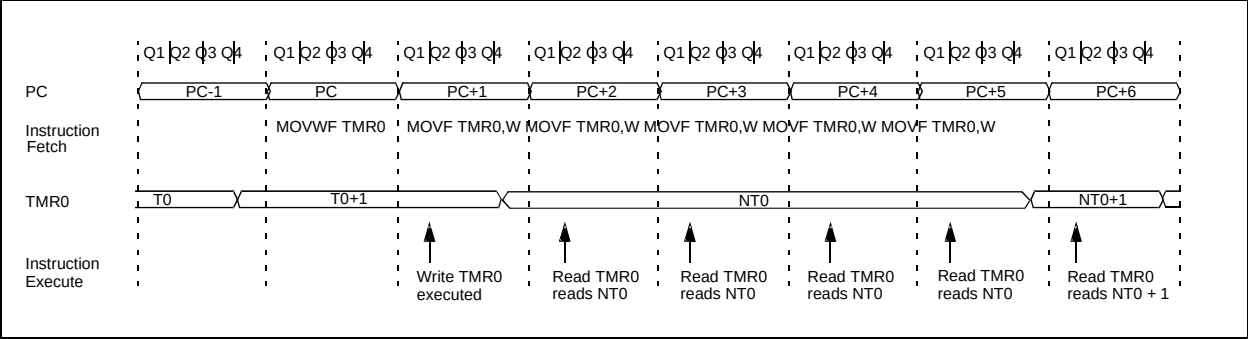 Q1 Q2 Q3 Q4 Q1 Q2 Q3 Q4 Q1 Q2 Q3 Q4 Q1 Q2 Q3 Q4 Q1 Q2 Q3 Q4 Q1 Q2 Q3 Q4 Q1 Q2 Q3 Q4 Q1 Q2 Q3 Q4
PC PC-1 PC PC+1 PC+2 PC+3 PC+4 PC+5 PC+6
Instruction
Fetch
MOVWF TMR0 MOVF TMR0,W MOVF TMR0,W MOVF TMR0,W MOVF TMR0,W MOVF TMR0,W
TMR0 T0 T0+1 NT0 NT0+1
Instruction
Execute
Write TMR0
executed
Read TMR0
reads NT0
Read TMR0
reads NT0
Read TMR0
reads NT0
Read TMR0
reads NT0
Read TMR0
reads NT0 + 1